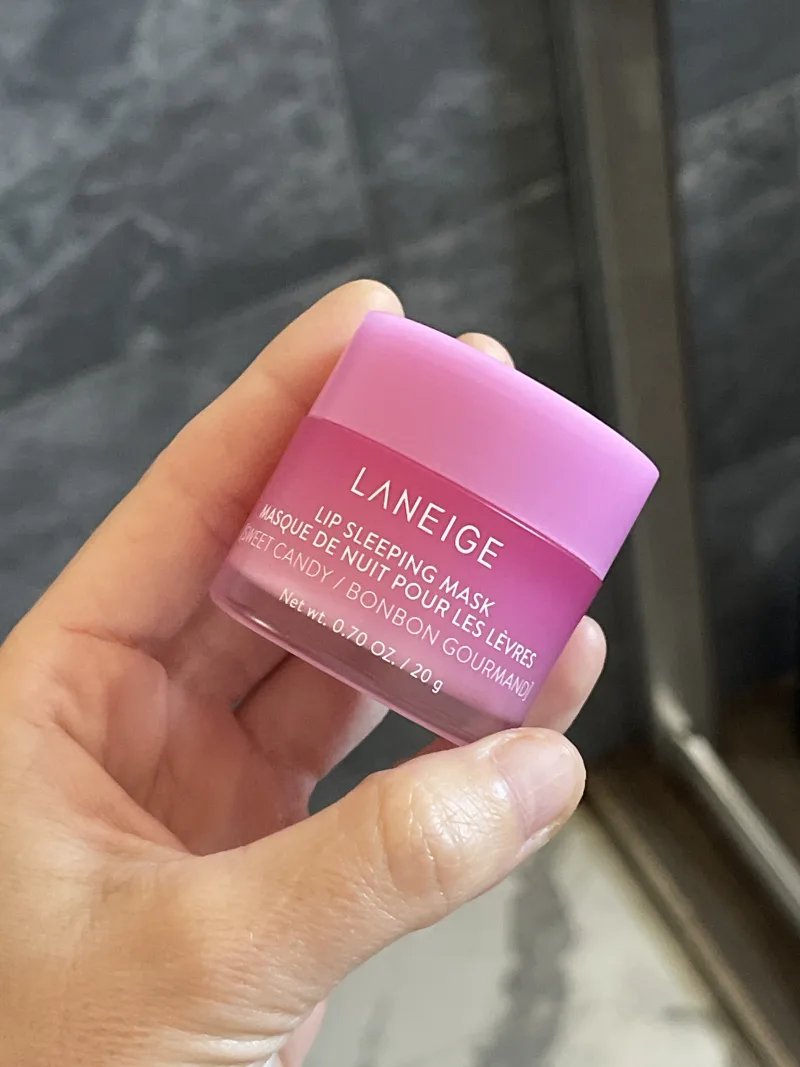 LANEIGE
LIP SLEEPING MASK
MASQUE DE NUIT POUR LES LÈVRES
[SWEET CANDY / BONBON GOURMAND]
Net wt. 0.70 OZ. / 20 g